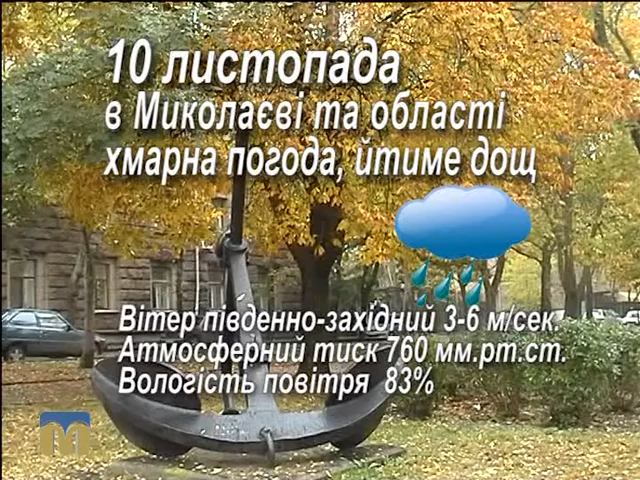 10 листопада
в Миколаєві та області
хмарна погода, йтиме дощ
Вітер південно-західний 3-6 м/сек.
Атмосферний тиск 760 мм.рт.ст.
Вологість повітря 83%
м